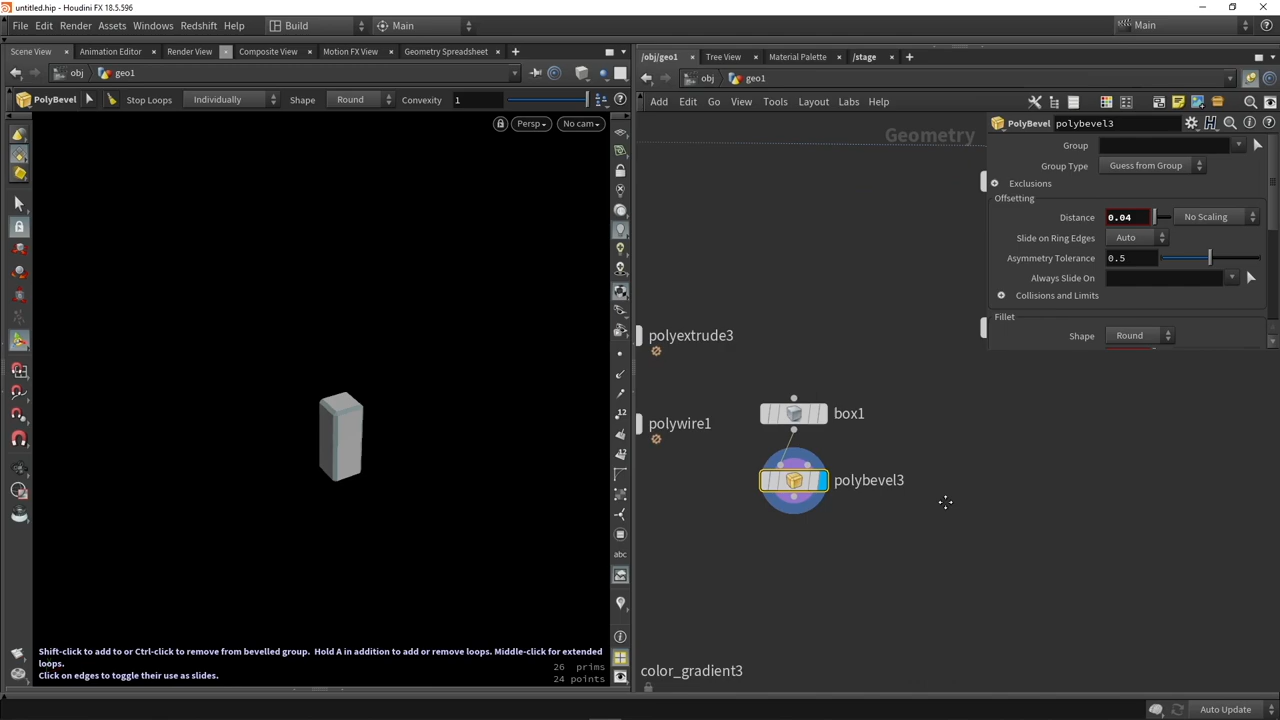 untitled.hip - Houdini FX 18.5.596
File Edit Render Assets Windows Redshift Help Build Main Main
Scene View Animation Editor Render View Composite View Motion FX View Geometry Spreadsheet
obj geo1
PolyBevel Stop Loops Individually Shape Round Convexity 1
Persp No cam
12
12
abc
Shift-click to add to or Ctrl-click to remove from bevelled group. Hold A in addition to add or remove loops. Middle-click for extended
loops.
Click on edges to toggle their use as slides.
26 prims
24 points
/obj/geo1 Tree View Material Palette /stage
obj geo1
Add Edit Go View Tools Layout Labs Help
Geometry
PolyBevel polybevel3
Group
Group Type Guess from Group
Exclusions
Offsetting
Distance 0.04 No Scaling
Slide on Ring Edges Auto
Asymmetry Tolerance 0.5
Always Slide On
Collisions and Limits
Fillet
Shape Round
polyextrude3
polywire1
box1
polybevel3
color_gradient3
Auto Update